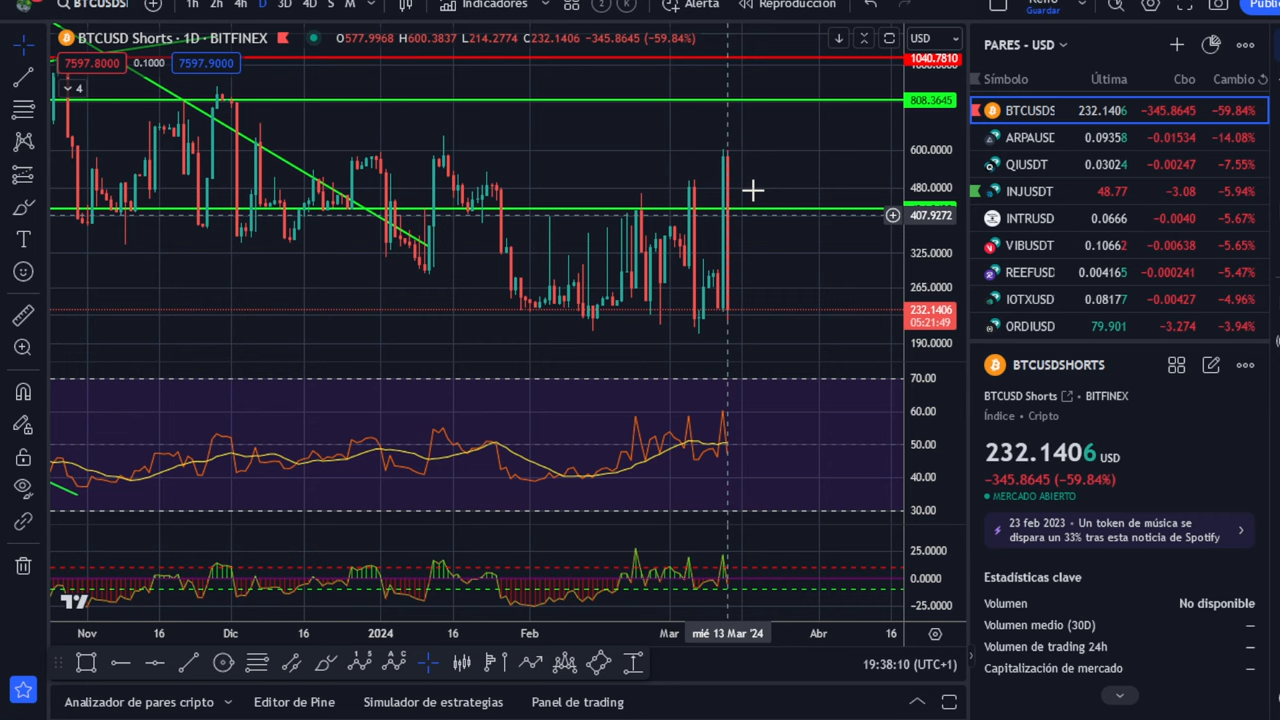 BTCUSDSI
1h 2h 4h D 3D 4D S M
Indicadores
Alerta
Reproducción
Reno
Guardar
Publi
BTCUSD Shorts · 1D · BITFINEX
O577.9968 H600.3837 L214.2774 C232.1406 −345.8645 (−59.84%)
7597.8000 0.1000 7597.9000
4
USD
1040.7810
808.3645
600.0000
480.0000
407.9272
325.0000
265.0000
232.1406
05:21:49
190.0000
70.00
60.00
50.00
40.00
30.00
25.0000
0.0000
−25.0000
Nov 16 Dic 16 2024 16 Feb Mar mié 13 Mar '24 Abr 16
19:38:10 (UTC+1)
Analizador de pares cripto Editor de Pine Simulador de estrategias Panel de trading
PARES - USD
Símbolo Última Cbo Cambio
BTCUSDS 232.1406 −345.8645 −59.84%
ARPAUSD 0.09358 −0.01534 −14.08%
QIUSDT 0.03024 −0.00247 −7.55%
INJUSDT 48.77 −3.08 −5.94%
INTRUSD 0.0666 −0.0040 −5.67%
VIBUSDT 0.10662 −0.00638 −5.65%
REEFUSD 0.004165 −0.000241 −5.47%
IOTXUSD 0.08177 −0.00427 −4.96%
ORDIUSD 79.901 −3.274 −3.94%
BTCUSDSHORTS
BTCUSD Shorts • BITFINEX
Índice • Cripto
232.1406 USD
−345.8645 (−59.84%)
MERCADO ABIERTO
23 feb 2023 • Un token de música se
dispara un 33% tras esta noticia de Spotify
Estadísticas clave
Volumen No disponible
Volumen medio (30D) —
Volumen de trading 24h —
Capitalización de mercado —